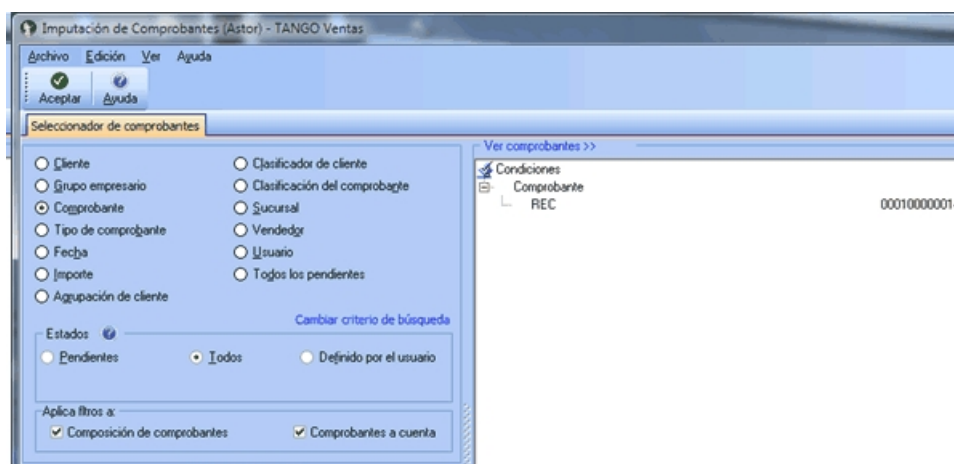 Imputación de Comprobantes (Astor) - TANGO Ventas
Archivo Edición Ver Ayuda
Aceptar Ayuda
Seleccionador de comprobantes
Cliente Clasificador de cliente
Grupo empresario Clasificación del comprobante
Comprobante Sucursal
Tipo de comprobante Vendedor
Fecha Usuario
Importe Todos los pendientes
Agrupación de cliente
Cambiar criterio de búsqueda
Estados
Pendientes Todos Definido por el usuario
Aplica filtros a:
Composición de comprobantes Comprobantes a cuenta
Ver comprobantes >>
Condiciones
Comprobante
REC 00010000001